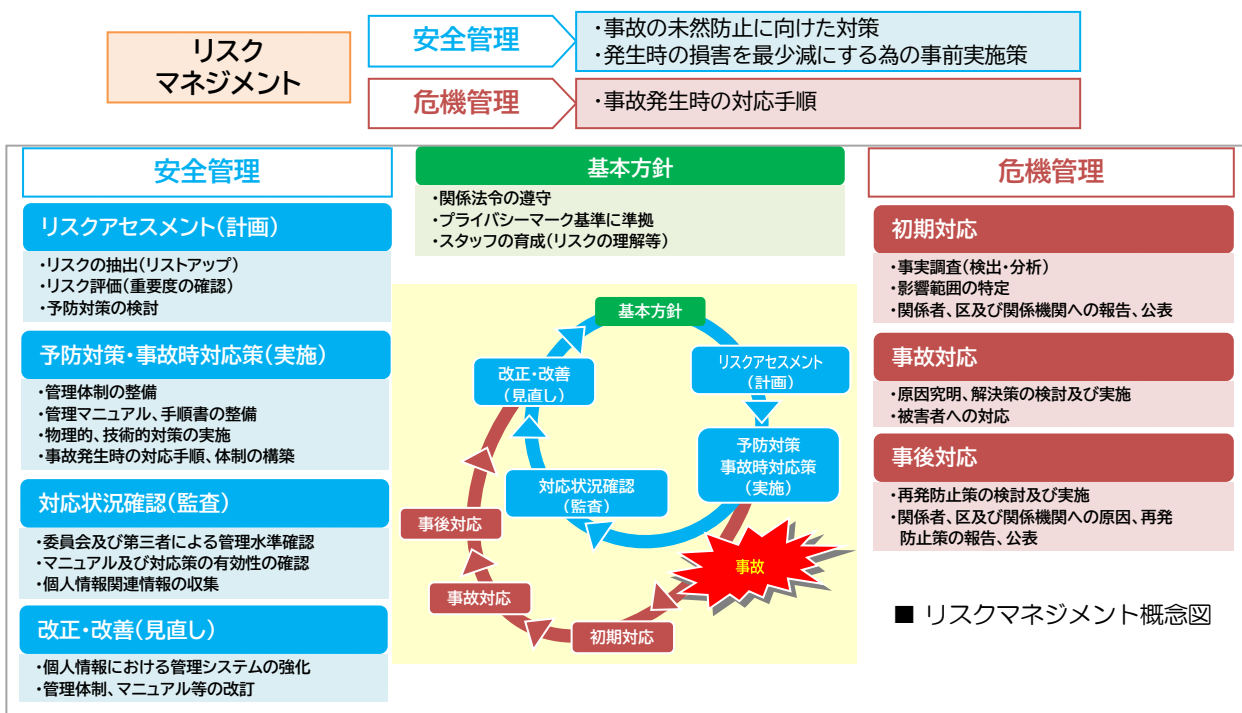 リスク
マネジメント
安全管理
・事故の未然防止に向けた対策
・発生時の損害を最少減にする為の事前実施策
危機管理
・事故発生時の対応手順
安全管理
リスクアセスメント(計画)
・リスクの抽出(リストアップ)
・リスク評価(重要度の確認)
・予防対策の検討
予防対策・事故時対応策(実施)
・管理体制の整備
・管理マニュアル、手順書の整備
・物理的、技術的対策の実施
・事故発生時の対応手順、体制の構築
対応状況確認(監査)
・委員会及び第三者による管理水準確認
・マニュアル及び対応策の有効性の確認
・個人情報関連情報の収集
改正・改善(見直し)
・個人情報における管理システムの強化
・管理体制、マニュアル等の改訂
基本方針
・関係法令の遵守
・プライバシーマーク基準に準拠
・スタッフの育成(リスクの理解等)
基本方針
リスクアセスメント
(計画)
予防対策
事故時対応策
(実施)
対応状況確認
(監査)
改正・改善
(見直し)
事故
初期対応
事故対応
事後対応
危機管理
初期対応
・事実調査(検出・分析)
・影響範囲の特定
・関係者、区及び関係機関への報告、公表
事故対応
・原因究明、解決策の検討及び実施
・被害者への対応
事後対応
・再発防止策の検討及び実施
・関係者、区及び関係機関への原因、再発
防止策の報告、公表
■ リスクマネジメント概念図